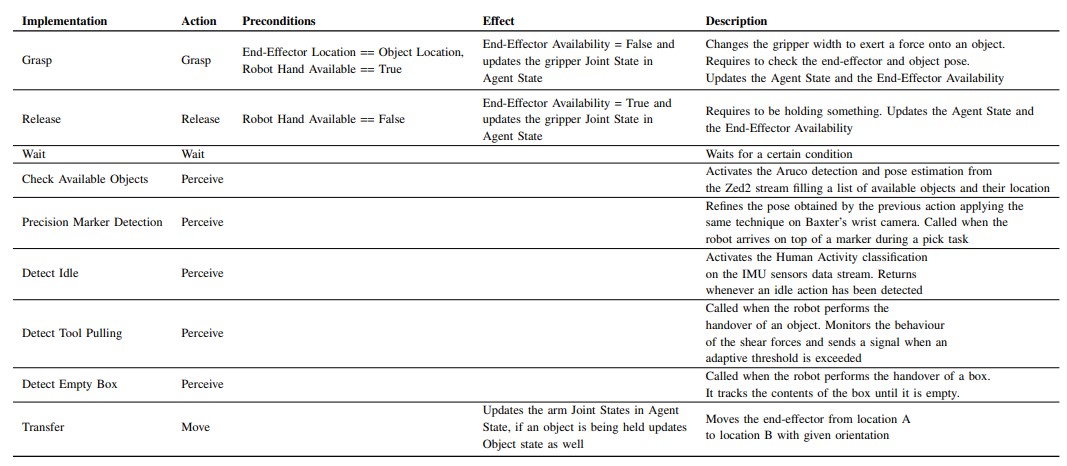 Implementation Action Preconditions Effect Description
Grasp Grasp End-Effector Location == Object Location,
Robot Hand Available == True
End-Effector Availability = False and
updates the gripper Joint State in
Agent State
Changes the gripper width to exert a force onto an object.
Requires to check the end-effector and object pose.
Updates the Agent State and the End-Effector Availability
Release Release Robot Hand Available == False
End-Effector Availability = True and
updates the gripper Joint State in
Agent State
Requires to be holding something. Updates the Agent State and
the End-Effector Availability
Wait Wait Waits for a certain condition
Check Available Objects Perceive
Activates the Aruco detection and pose estimation from
the Zed2 stream filling a list of available objects and their location
Precision Marker Detection Perceive
Refines the pose obtained by the previous action applying the
same technique on Baxter's wrist camera. Called when the
robot arrives on top of a marker during a pick task
Detect Idle Perceive
Activates the Human Activity classification
on the IMU sensors data stream. Returns
whenever an idle action has been detected
Detect Tool Pulling Perceive
Called when the robot performs the
handover of an object. Monitors the behaviour
of the shear forces and sends a signal when an
adaptive threshold is exceeded
Detect Empty Box Perceive
Called when the robot performs the handover of a box.
It tracks the contents of the box until it is empty.
Transfer Move
Updates the arm Joint States in Agent
State, if an object is being held updates
Object state as well
Moves the end-effector from location A
to location B with given orientation